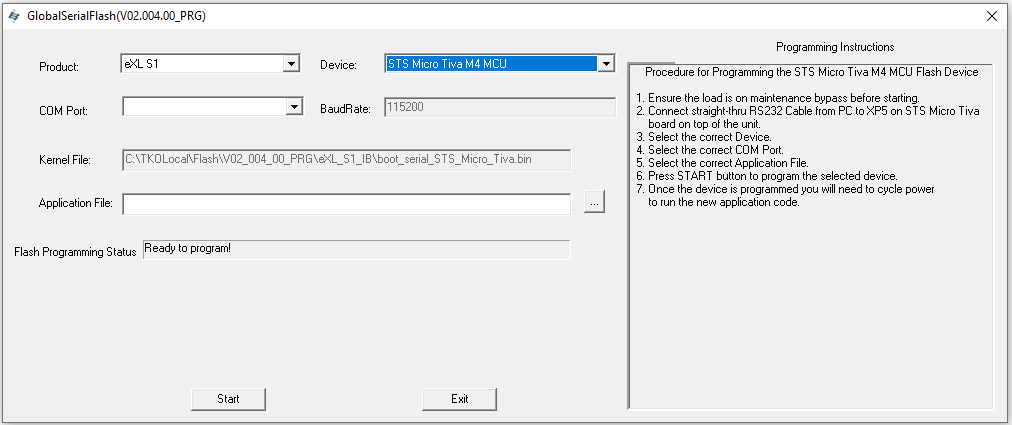 GlobalSerialFlash(V02.004.00_PRG)
Programming Instructions
Product: eXL S1 Device: STS Micro Tiva M4 MCU
COM Port: BaudRate: 115200
Kernel File: C:\TKOLocal\Flash\V02_004_00_PRG\eXL_S1_IB\boot_serial_STS_Micro_Tiva.bin
Application File: ...
Flash Programming Status Ready to program!
Start Exit
Procedure for Programming the STS Micro Tiva M4 MCU Flash Device
1. Ensure the load is on maintenance bypass before starting.
2. Connect straight-thru RS232 Cable from PC to XP5 on STS Micro Tiva
board on top of the unit.
3. Select the correct Device.
4. Select the correct COM Port.
5. Select the correct Application File.
6. Press START button to program the selected device.
7. Once the device is programmed you will need to cycle power
to run the new application code.